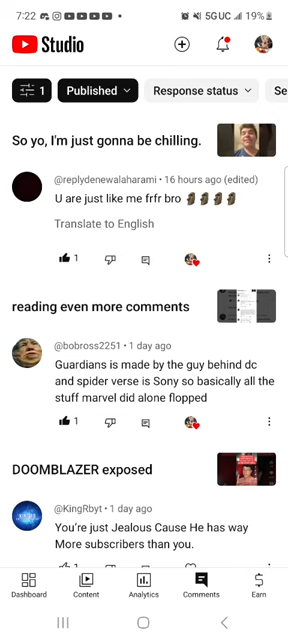 7:22
5GUC
19%
Studio
1
Published
Response status
Se
So yo, I'm just gonna be chilling.
@replydenewalaharami • 16 hours ago (edited)
U are just like me frfr bro 🗿🗿🗿🗿
Translate to English
1
reading even more comments
@bobross2251 • 1 day ago
Guardians is made by the guy behind dc
and spider verse is Sony so basically all the
stuff marvel did alone flopped
1
DOOMBLAZER exposed
@KingRbyt • 1 day ago
You're just Jealous Cause He has way
More subscribers than you.
Dashboard
Content
Analytics
Comments
Earn